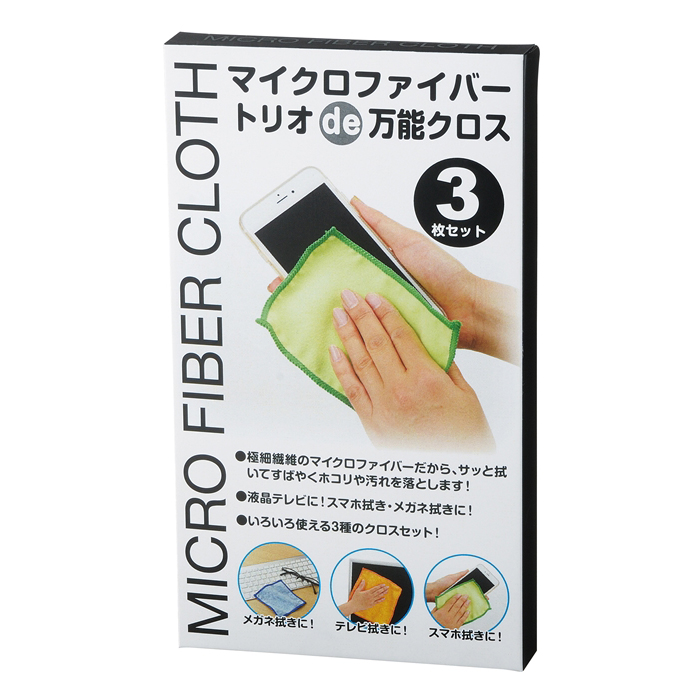 MICRO FIBER CLOTH
MICRO FIBER CLOTH
マイクロファイバー
トリオde万能クロス
3
枚セット
●極細繊維のマイクロファイバーだから、サッと拭
いてすばやくホコリや汚れを落とします!
●液晶テレビに!スマホ拭き・メガネ拭きに!
●いろいろ使える3種のクロスセット!
メガネ拭きに!
テレビ拭きに!
スマホ拭きに!